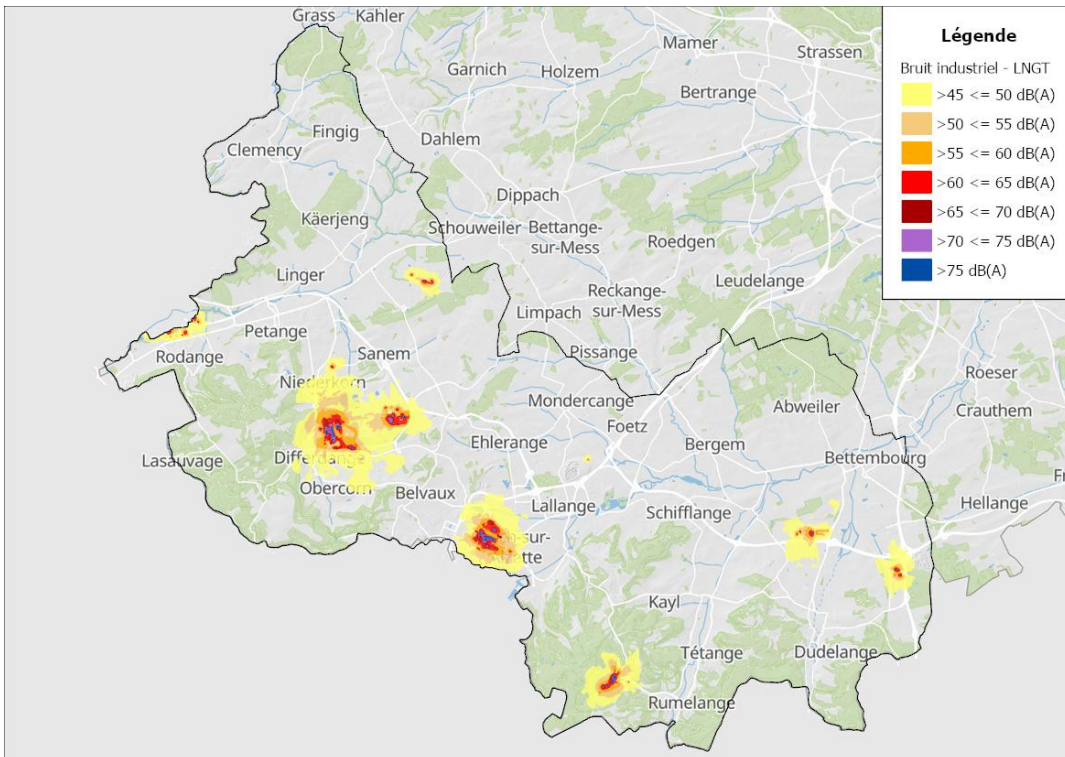 Grass
Kahler
Mamer
Strassen
Garnich
Holzem
Bertrange
Fingig
Dahlem
Clemency
Dippach
Käerjeng
Schouweiler
Bettange-
sur-Mess
Roedgen
Linger
Leudelange
Reckange-
sur-Mess
Limpach
Petange
Rodange
Sanem
Pissange
Niederkorn
Roeser
Mondercange
Abweiler
Crauthem
Foetz
Ehlerange
Bergem
Lasauvage
Differdange
Bettembourg
Obercorn
Belvaux
Lallange
Schifflange
Hellange
Kayl
Tétange
Dudelange
Rumelange
Légende
Bruit industriel - LNGT
>45 <= 50 dB(A)
>50 <= 55 dB(A)
>55 <= 60 dB(A)
>60 <= 65 dB(A)
>65 <= 70 dB(A)
>70 <= 75 dB(A)
>75 dB(A)